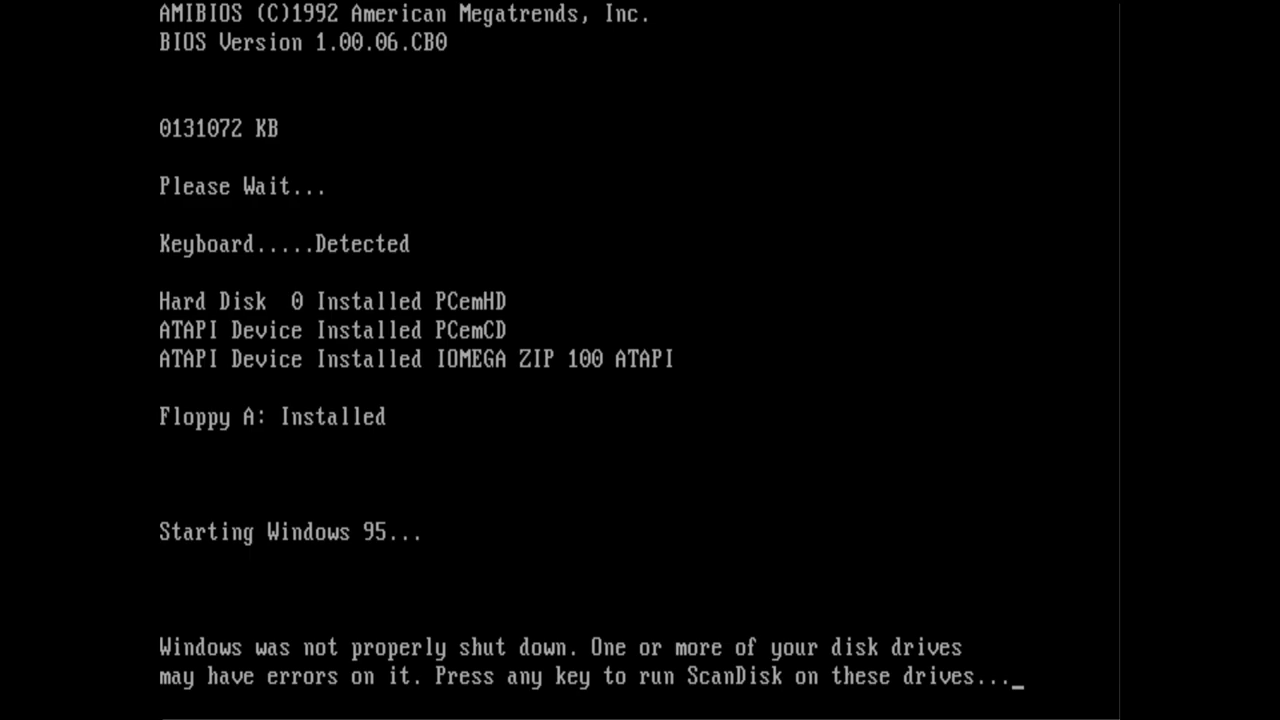 AMIBIOS (C)1992 American Megatrends, Inc.
BIOS Version 1.00.06.CB0
0131072 KB
Please Wait...
Keyboard.....Detected
Hard Disk  0 Installed PCemHD
ATAPI Device Installed PCemCD
ATAPI Device Installed IOMEGA ZIP 100 ATAPI
Floppy A: Installed
Starting Windows 95...
Windows was not properly shut down. One or more of your disk drives
may have errors on it. Press any key to run ScanDisk on these drives..._